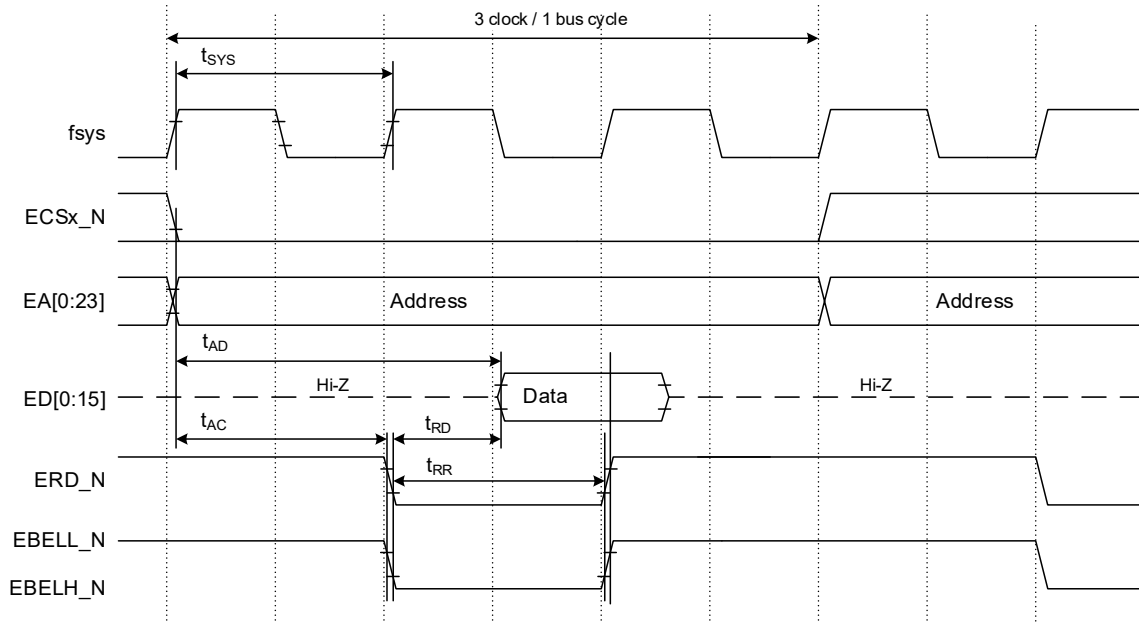 3 clock / 1 bus cycle
tSYS
fsys
ECSx_N
EA[0:23]
Address
Address
tAD
ED[0:15]
Hi-Z
Data
Hi-Z
tAC
tRD
ERD_N
tRR
EBELL_N
EBELH_N